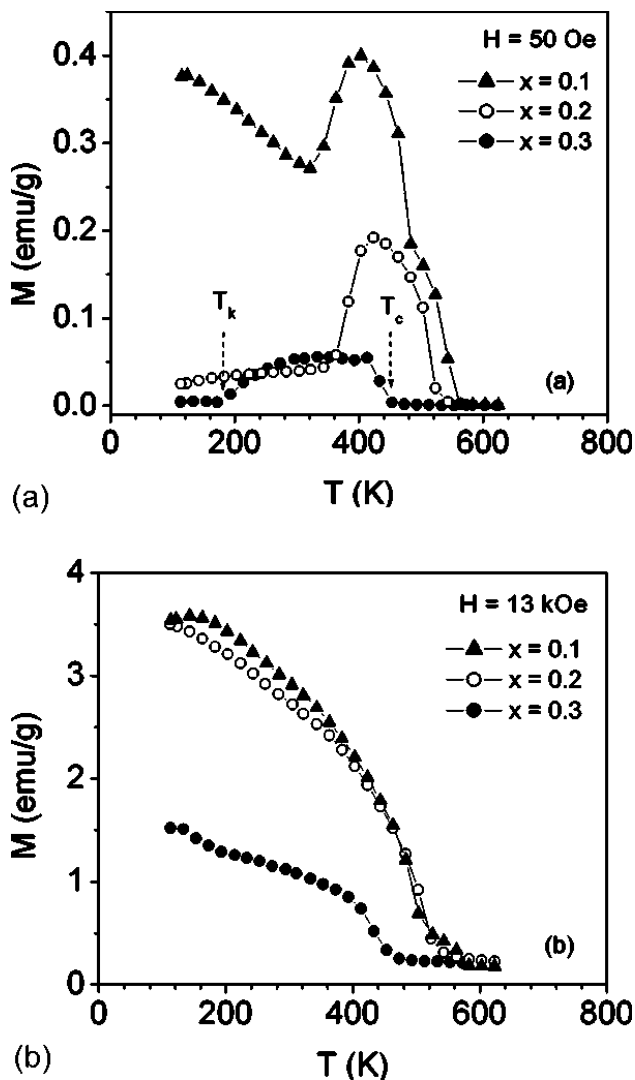 H = 50 Oe
x = 0.1
x = 0.2
x = 0.3
0.4
0.3
0.2
0.1
0.0
M (emu/g)
Tk
Tc
(a)
0 200 400 600 800
T (K)
(a)
H = 13 kOe
x = 0.1
x = 0.2
x = 0.3
4
3
2
1
0
M (emu/g)
(b)
0 200 400 600 800
T (K)
(b)